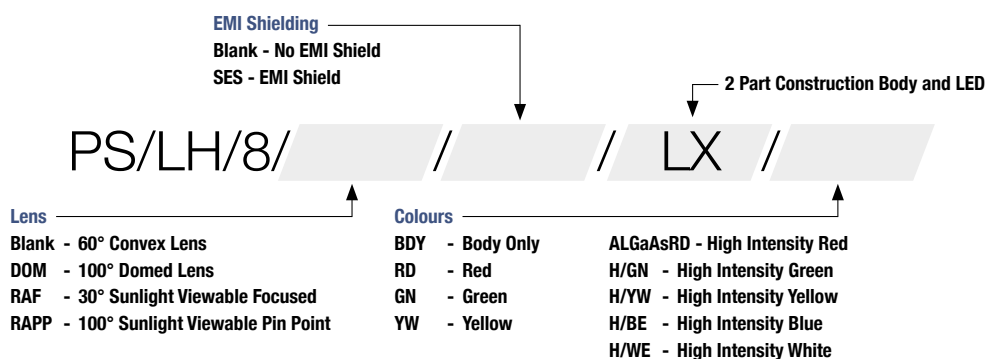 EMI Shielding
Blank - No EMI Shield
SES - EMI Shield
2 Part Construction Body and LED
PS/LH/8/ / / LX /
Lens
Blank - 60° Convex Lens
DOM - 100° Domed Lens
RAF - 30° Sunlight Viewable Focused
RAPP - 100° Sunlight Viewable Pin Point
Colours
BDY - Body Only
RD - Red
GN - Green
YW - Yellow
ALGaAsRD - High Intensity Red
H/GN - High Intensity Green
H/YW - High Intensity Yellow
H/BE - High Intensity Blue
H/WE - High Intensity White